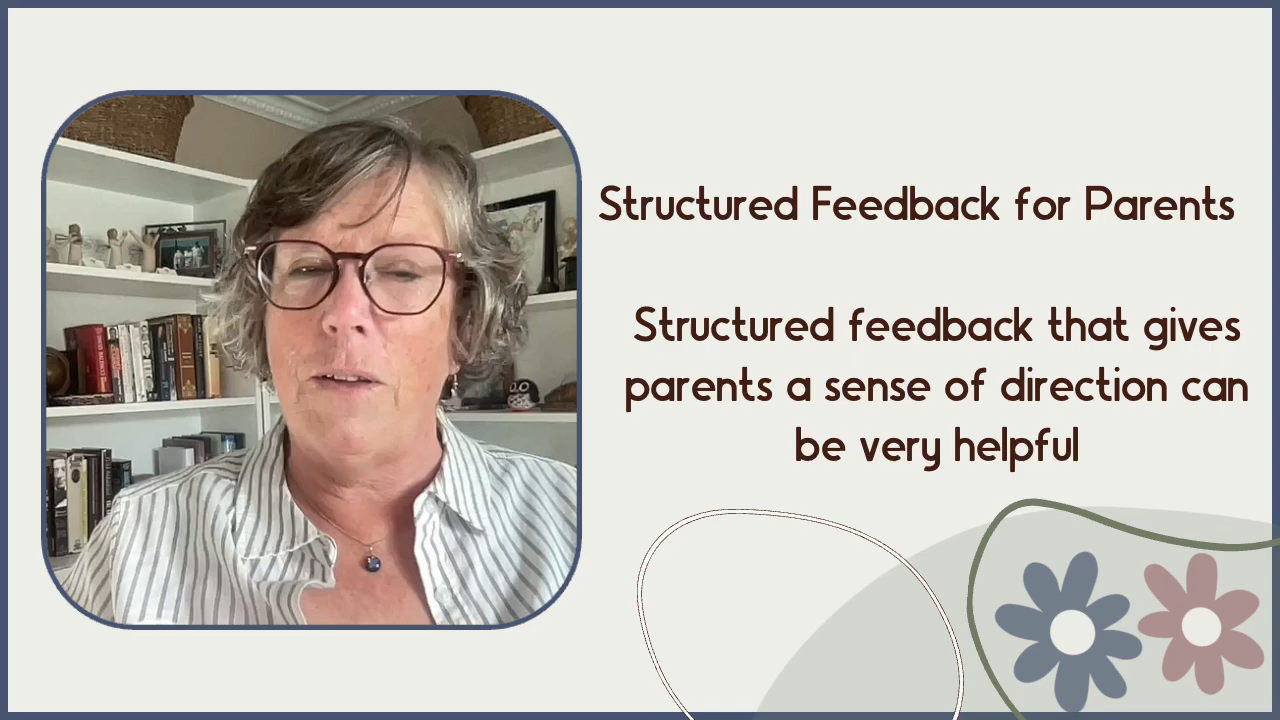 Structured Feedback for Parents
Structured feedback that gives
parents a sense of direction can
be very helpful